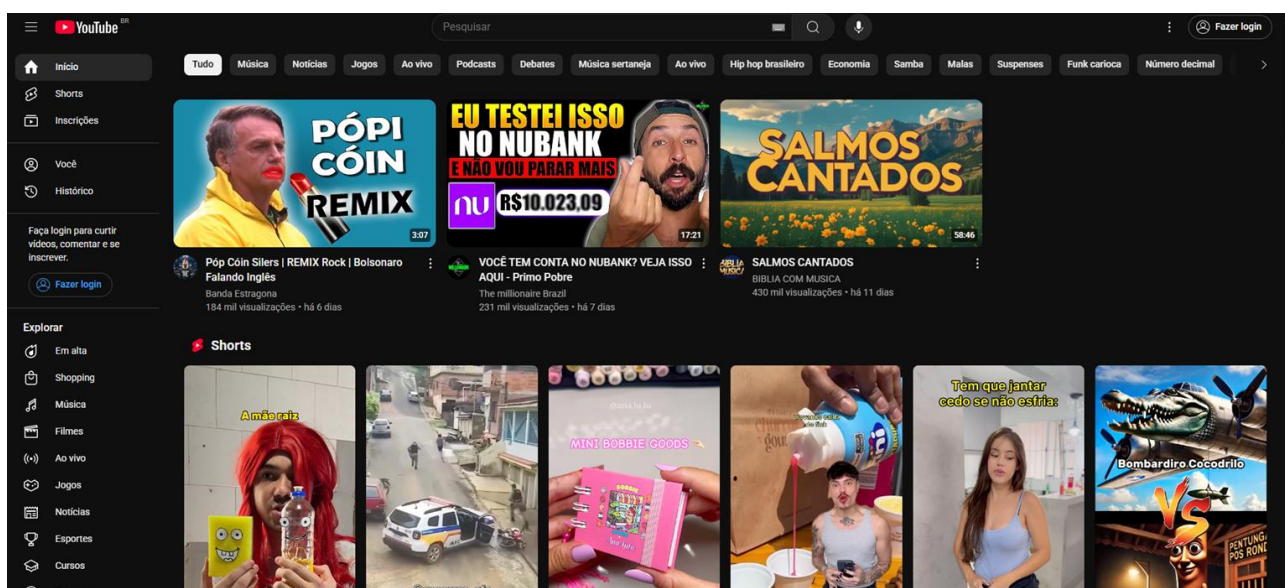 YouTube BR
Pesquisar
Fazer login
Início
Shorts
Inscrições
Você
Histórico
Faça login para curtir
vídeos, comentar e se
inscrever.
Fazer login
Explorar
Em alta
Shopping
Música
Filmes
Ao vivo
Jogos
Notícias
Esportes
Cursos
Tudo
Música
Notícias
Jogos
Ao vivo
Podcasts
Debates
Música sertaneja
Ao vivo
Hip hop brasileiro
Economia
Samba
Malas
Suspenses
Funk carioca
Número decimal
PÓPI
CÓIN
REMIX
3:07
Póp Cóin Silers | REMIX Rock | Bolsonaro
Falando Inglês
Banda Estragona
184 mil visualizações • há 6 dias
EU TESTEI ISSO
NO NUBANK
E NÃO VOU PARAR MAIS
nu
R$10.023,09
17:21
VOCÊ TEM CONTA NO NUBANK? VEJA ISSO
AQUI - Primo Pobre
The millionaire Brazil
231 mil visualizações • há 7 dias
SALMOS
CANTADOS
58:46
SALMOS CANTADOS
BIBLIA COM MUSICA
430 mil visualizações • há 11 dias
Shorts
A mãe raiz
MINI BOBBIE GOODS
Tem que jantar
cedo se não esfria:
Bombardiro Cocodrilo
VS